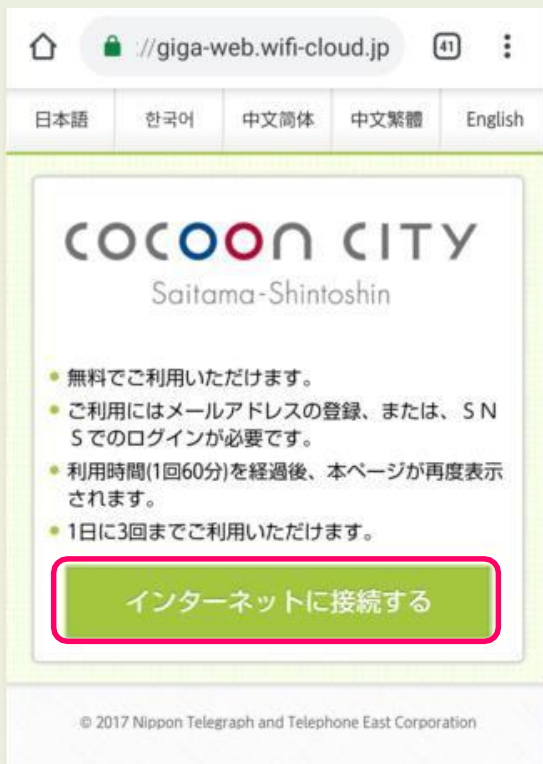 ://giga-web.wifi-cloud.jp 41
日本語 한국어 中文简体 中文繁體 English
COCOON CITY
Saitama-Shintoshin
無料でご利用いただけます。
ご利用にはメールアドレスの登録、または、ＳＮ
Ｓでのログインが必要です。
利用時間(1回60分)を経過後、本ページが再度表示
されます。
1日に3回までご利用いただけます。
インターネットに接続する
© 2017 Nippon Telegraph and Telephone East Corporation